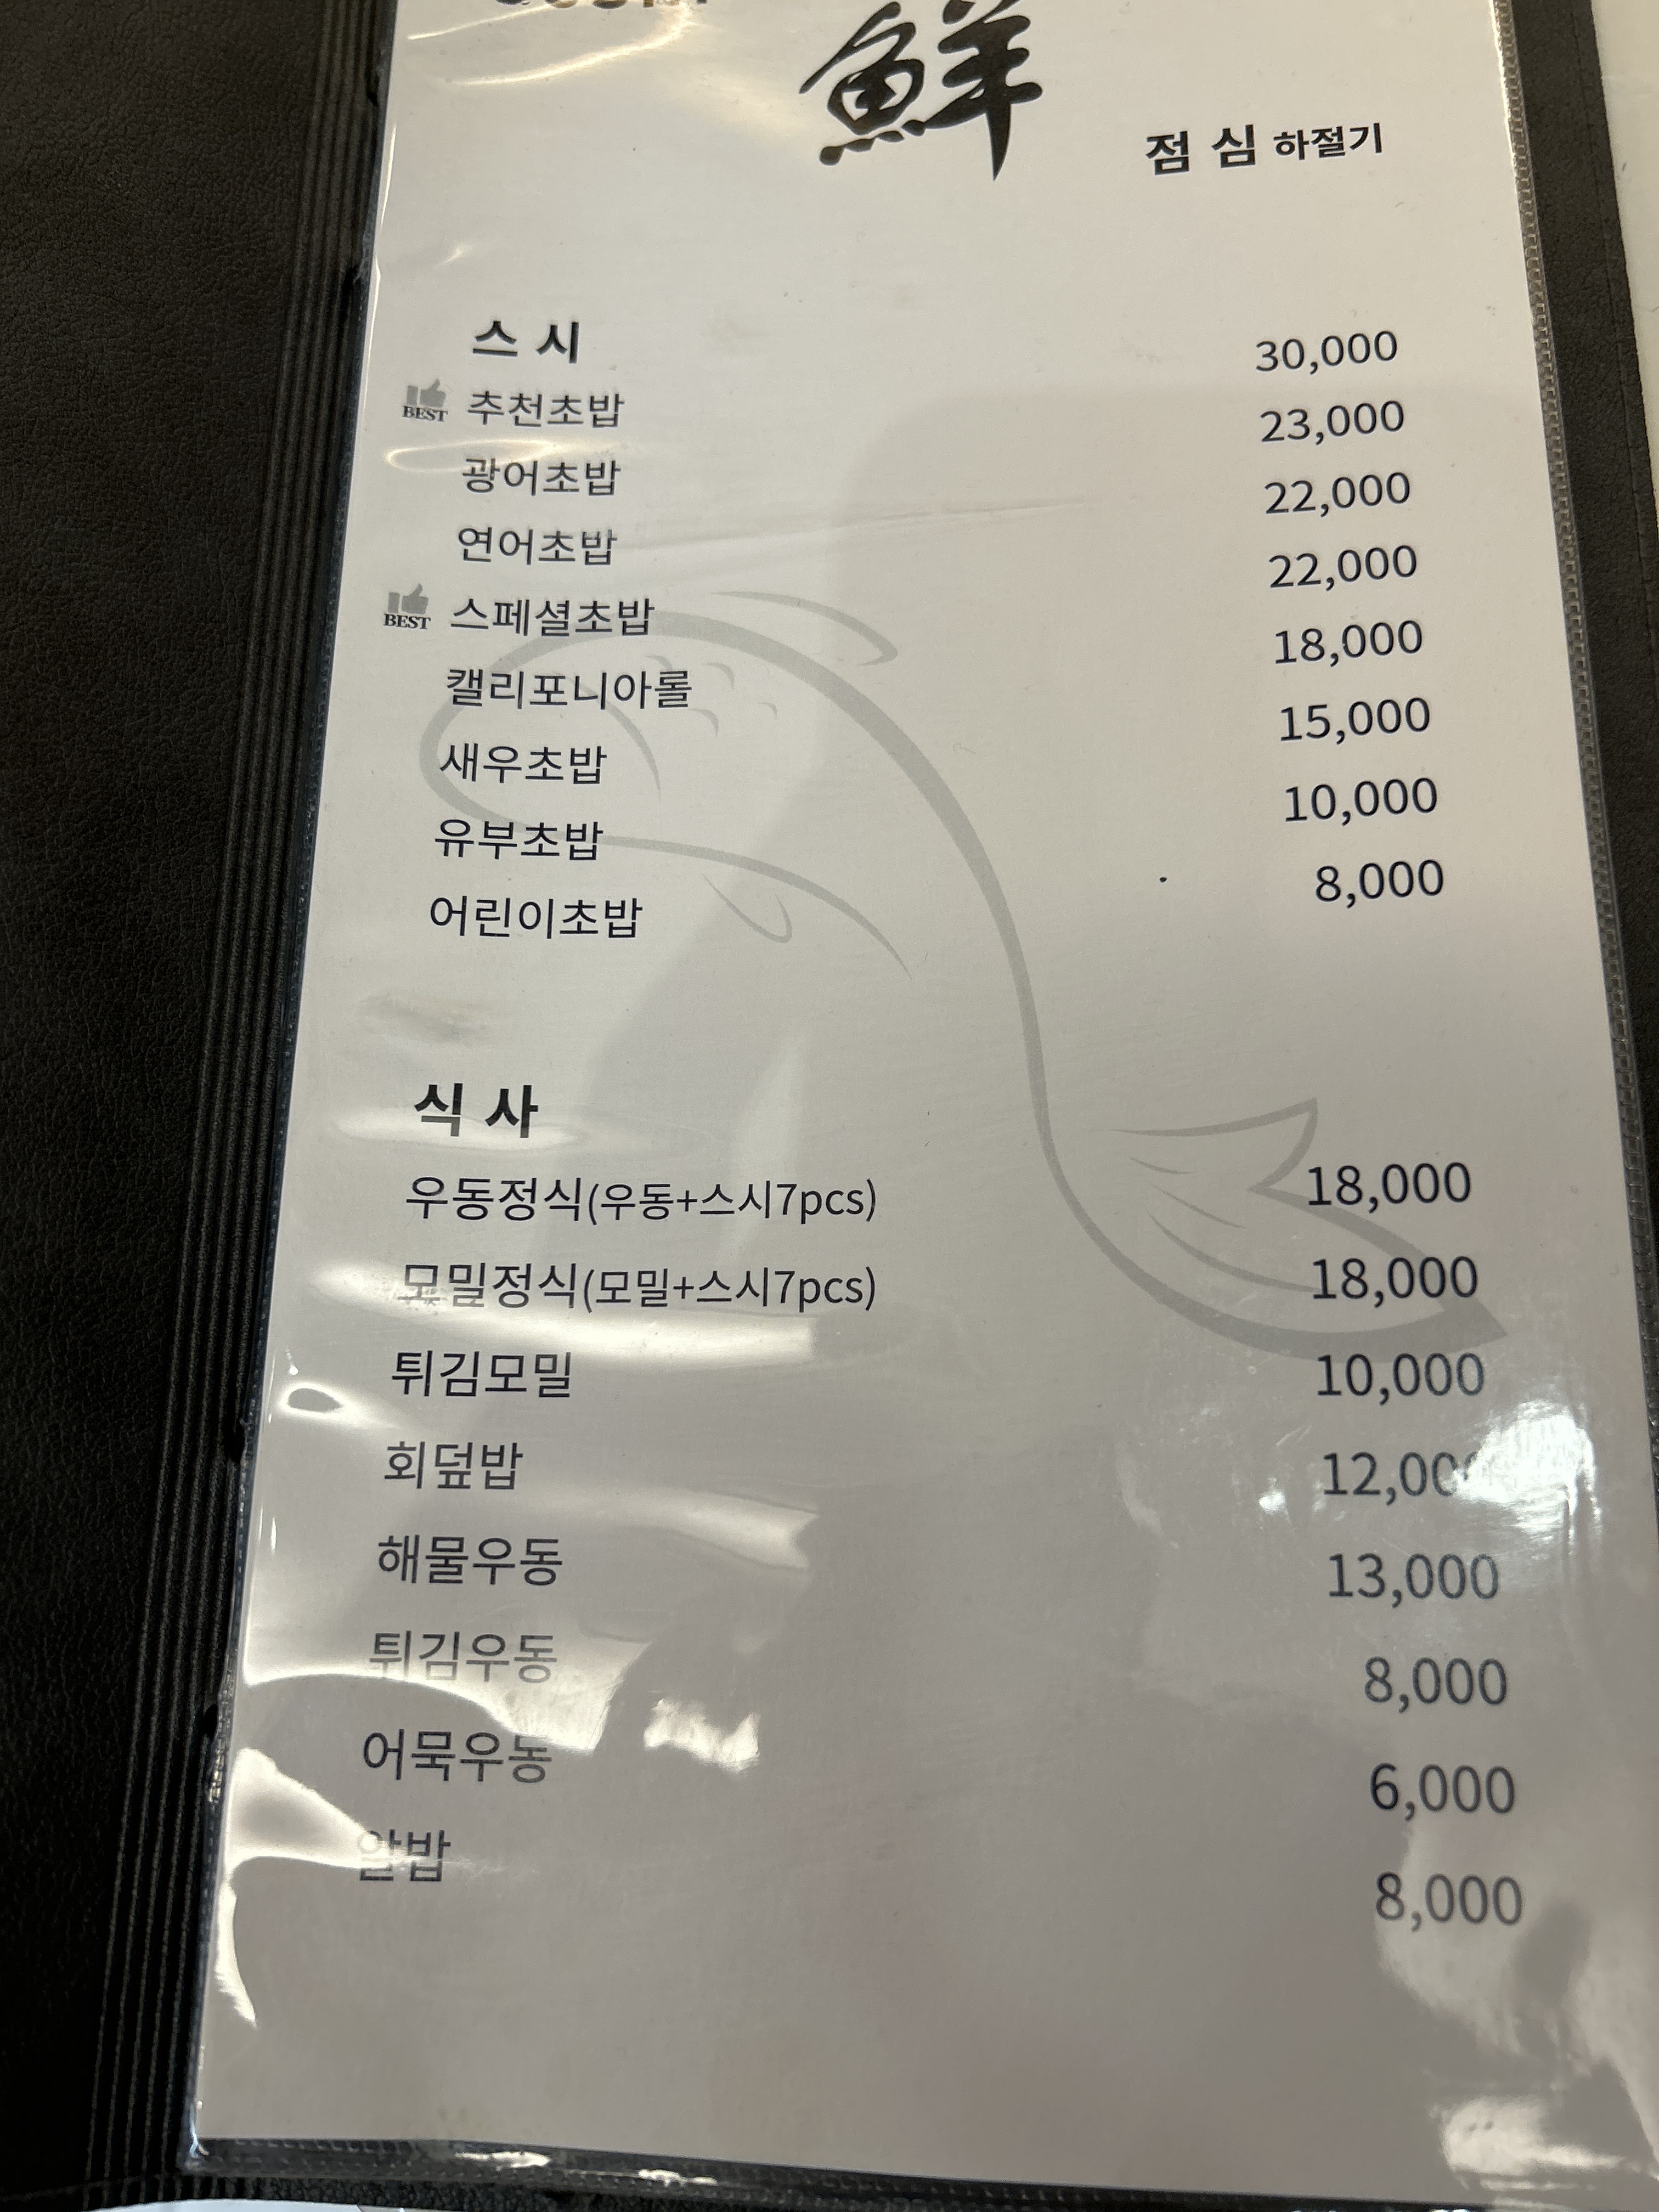 鮮
점 심 하절기
스 시
BEST 추천초밥 30,000
광어초밥 23,000
연어초밥 22,000
BEST 스페셜초밥 22,000
캘리포니아롤 18,000
새우초밥 15,000
유부초밥 10,000
어린이초밥 8,000
식 사
우동정식(우동+스시7pcs) 18,000
모밀정식(모밀+스시7pcs) 18,000
튀김모밀 10,000
회덮밥 12,000
해물우동 13,000
튀김우동 8,000
어묵우동 6,000
알밥 8,000